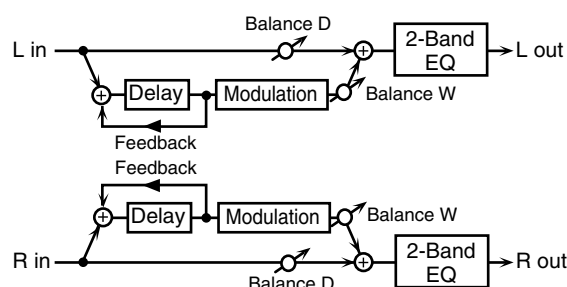 Balance D
L in
2-Band
EQ
L out
Delay
Modulation
Balance W
Feedback
Feedback
Delay
Modulation
Balance W
R in
2-Band
EQ
R out
Balance D